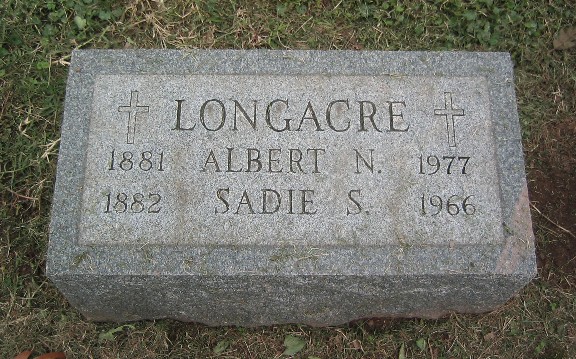 LONGACRE
1881 ALBERT N. 1977
1882 SADIE S. 1966